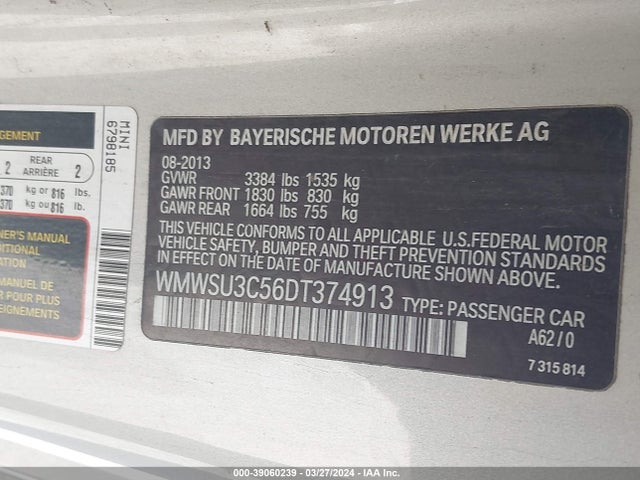 GEMENT
2 REAR ARRIÈRE 2
370 kg or 816 lbs.
370 kg ou 816 lb.
NER'S MANUAL
DITIONAL
ATION
MANUEL DE
R POUR PLUS
EIGNEMENTS
MINI
6798185
MFD BY BAYERISCHE MOTOREN WERKE AG
08-2013
GVWR 3384 lbs 1535 kg
GAWR FRONT 1830 lbs 830 kg
GAWR REAR 1664 lbs 755 kg
THIS VEHICLE CONFORMS TO ALL APPLICABLE U.S.FEDERAL MOTOR
VEHICLE SAFETY, BUMPER AND THEFT PREVENTION STANDARDS
IN EFFECT ON THE DATE OF MANUFACTURE SHOWN ABOVE.
WMWSU3C56DT374913 TYPE: PASSENGER CAR
A62/0
7 315 814
000-39060239 - 03/27/2024 - IAA Inc.